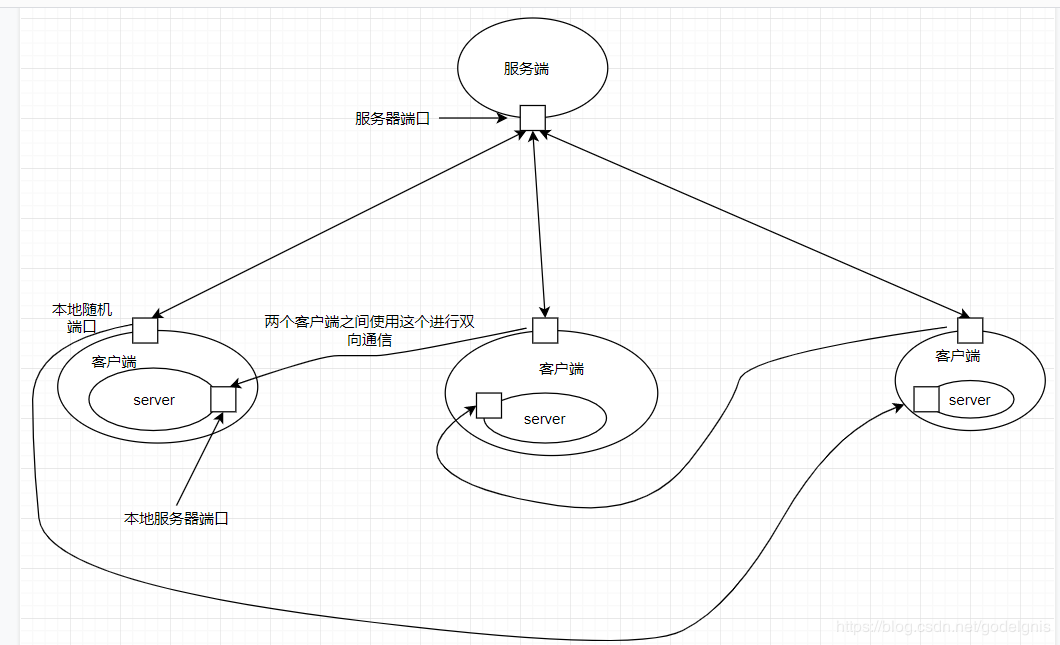 服务端
服务器端口
本地随机
端口
两个客户端之间使用这个进行双
向通信
客户端
客户端
客户端
server
server
server
本地服务器端口
https://blog.csdn.net/godelgnis